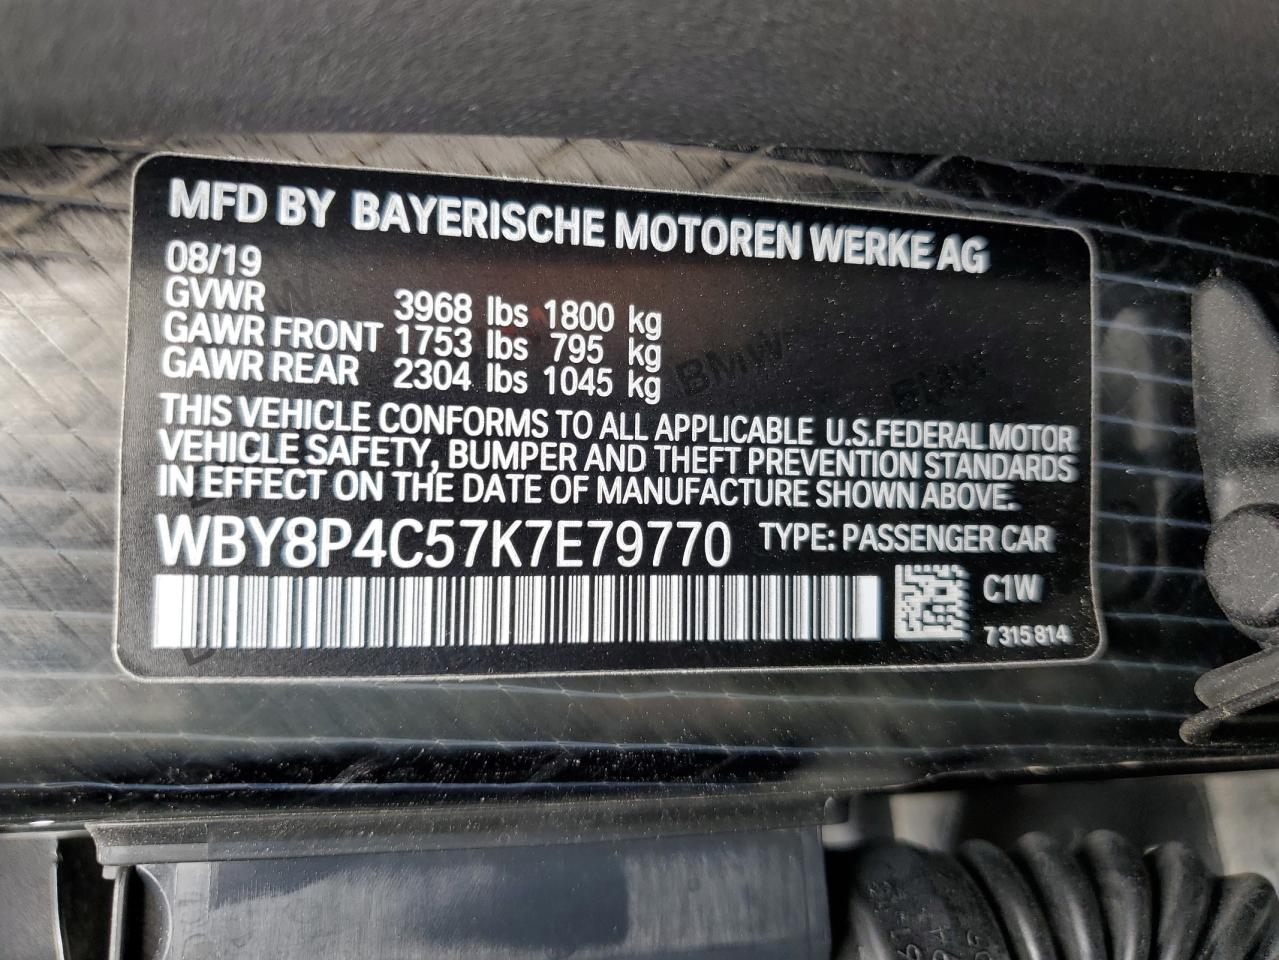 MFD BY BAYERISCHE MOTOREN WERKE AG
08/19
GVWR 3968 lbs 1800 kg
GAWR FRONT 1753 lbs 795 kg
GAWR REAR 2304 lbs 1045 kg
THIS VEHICLE CONFORMS TO ALL APPLICABLE U.S.FEDERAL MOTOR
VEHICLE SAFETY, BUMPER AND THEFT PREVENTION STANDARDS
IN EFFECT ON THE DATE OF MANUFACTURE SHOWN ABOVE.
WBY8P4C57K7E79770 TYPE: PASSENGER CAR
C1W
7 315 814
BMW
BMW